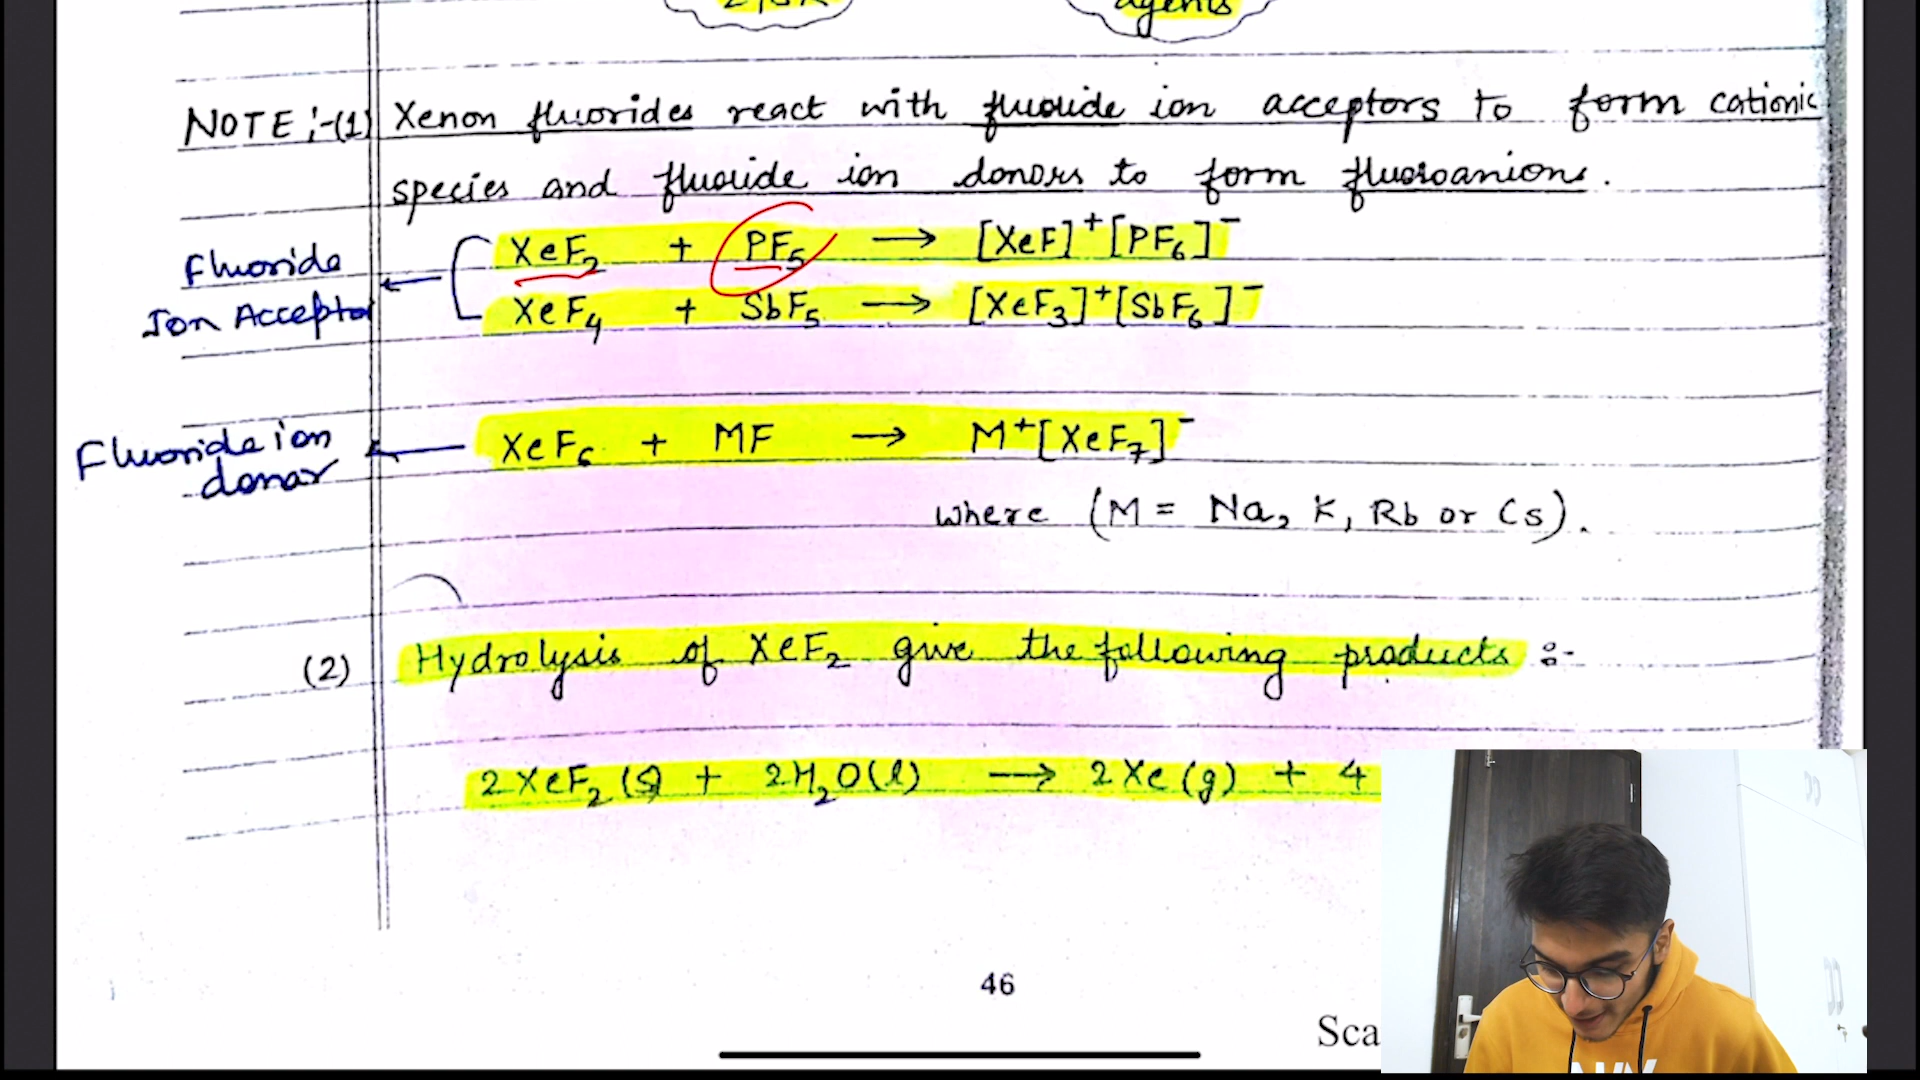 agents
NOTE :-(1) Xenon fluorides react with fluoride ion acceptors to form cationic
species and fluoride ion donors to form fluoroanions.
Fluoride
Ion Acceptor
XeF₂ + PF₅ → [XeF]⁺[PF₆]⁻
XeF₄ + SbF₅ → [XeF₃]⁺[SbF₆]⁻
Fluoride ion
donar
XeF₆ + MF → M⁺[XeF₇]⁻
where (M = Na, K, Rb or Cs).
(2) Hydrolysis of XeF₂ give the following products :-
2XeF₂(s) + 2H₂O(l) → 2Xe(g) + 4
46
Sca